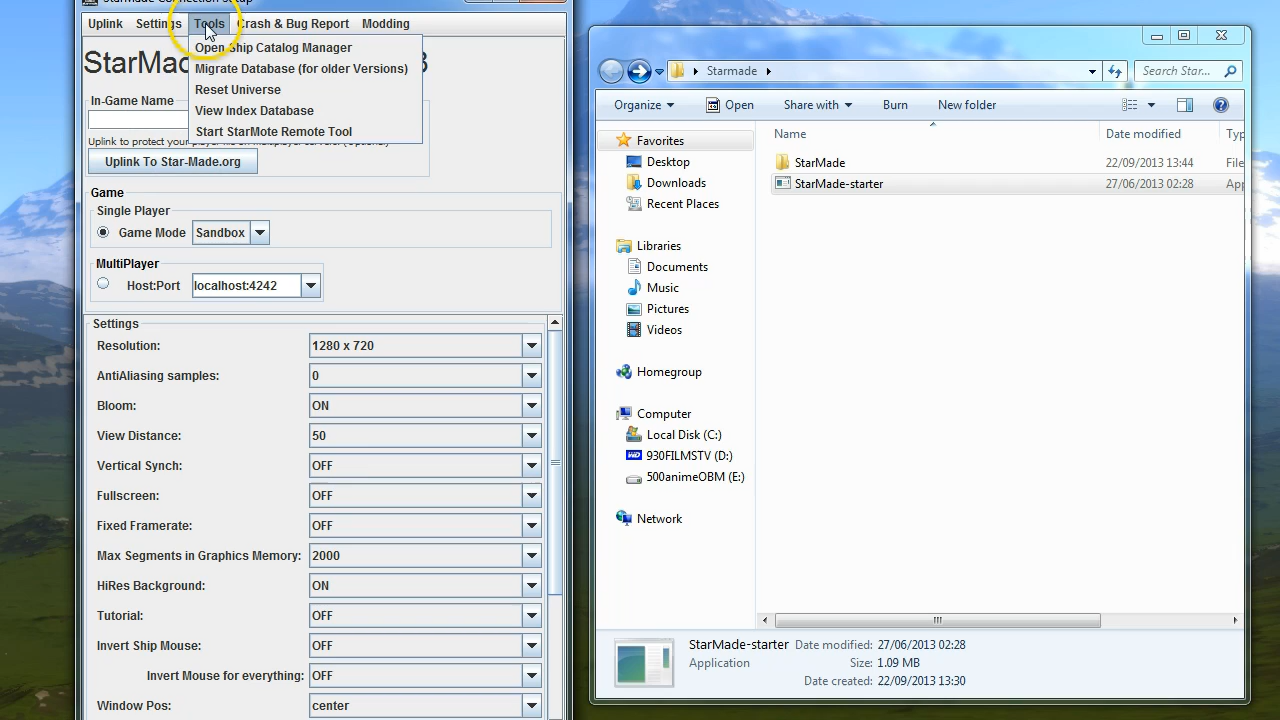 StarMade Connection Setup
Uplink Settings Tools Crash & Bug Report Modding
Open Ship Catalog Manager
Migrate Database (for older Versions)
Reset Universe
View Index Database
Start StarMote Remote Tool
In-Game Name
Uplink To Star-Made.org
Game
Single Player
Game Mode Sandbox
MultiPlayer
Host:Port localhost:4242
Settings
Resolution: 1280 x 720
AntiAliasing samples: 0
Bloom: ON
View Distance: 50
Vertical Synch: OFF
Fullscreen: OFF
Fixed Framerate: OFF
Max Segments in Graphics Memory: 2000
HiRes Background: ON
Tutorial: OFF
Invert Ship Mouse: OFF
Invert Mouse for everything: OFF
Window Pos: center
Starmade
Search Star...
Organize Open Share with Burn New folder
Favorites
Desktop
Downloads
Recent Places
Libraries
Documents
Music
Pictures
Videos
Homegroup
Computer
Local Disk (C:)
930FILMSTV (D:)
500animeOBM (E:)
Network
Name Date modified Typ
StarMade 22/09/2013 13:44 File
StarMade-starter 27/06/2013 02:28 App
StarMade-starter Date modified: 27/06/2013 02:28
Application Size: 1.09 MB
Date created: 22/09/2013 13:30